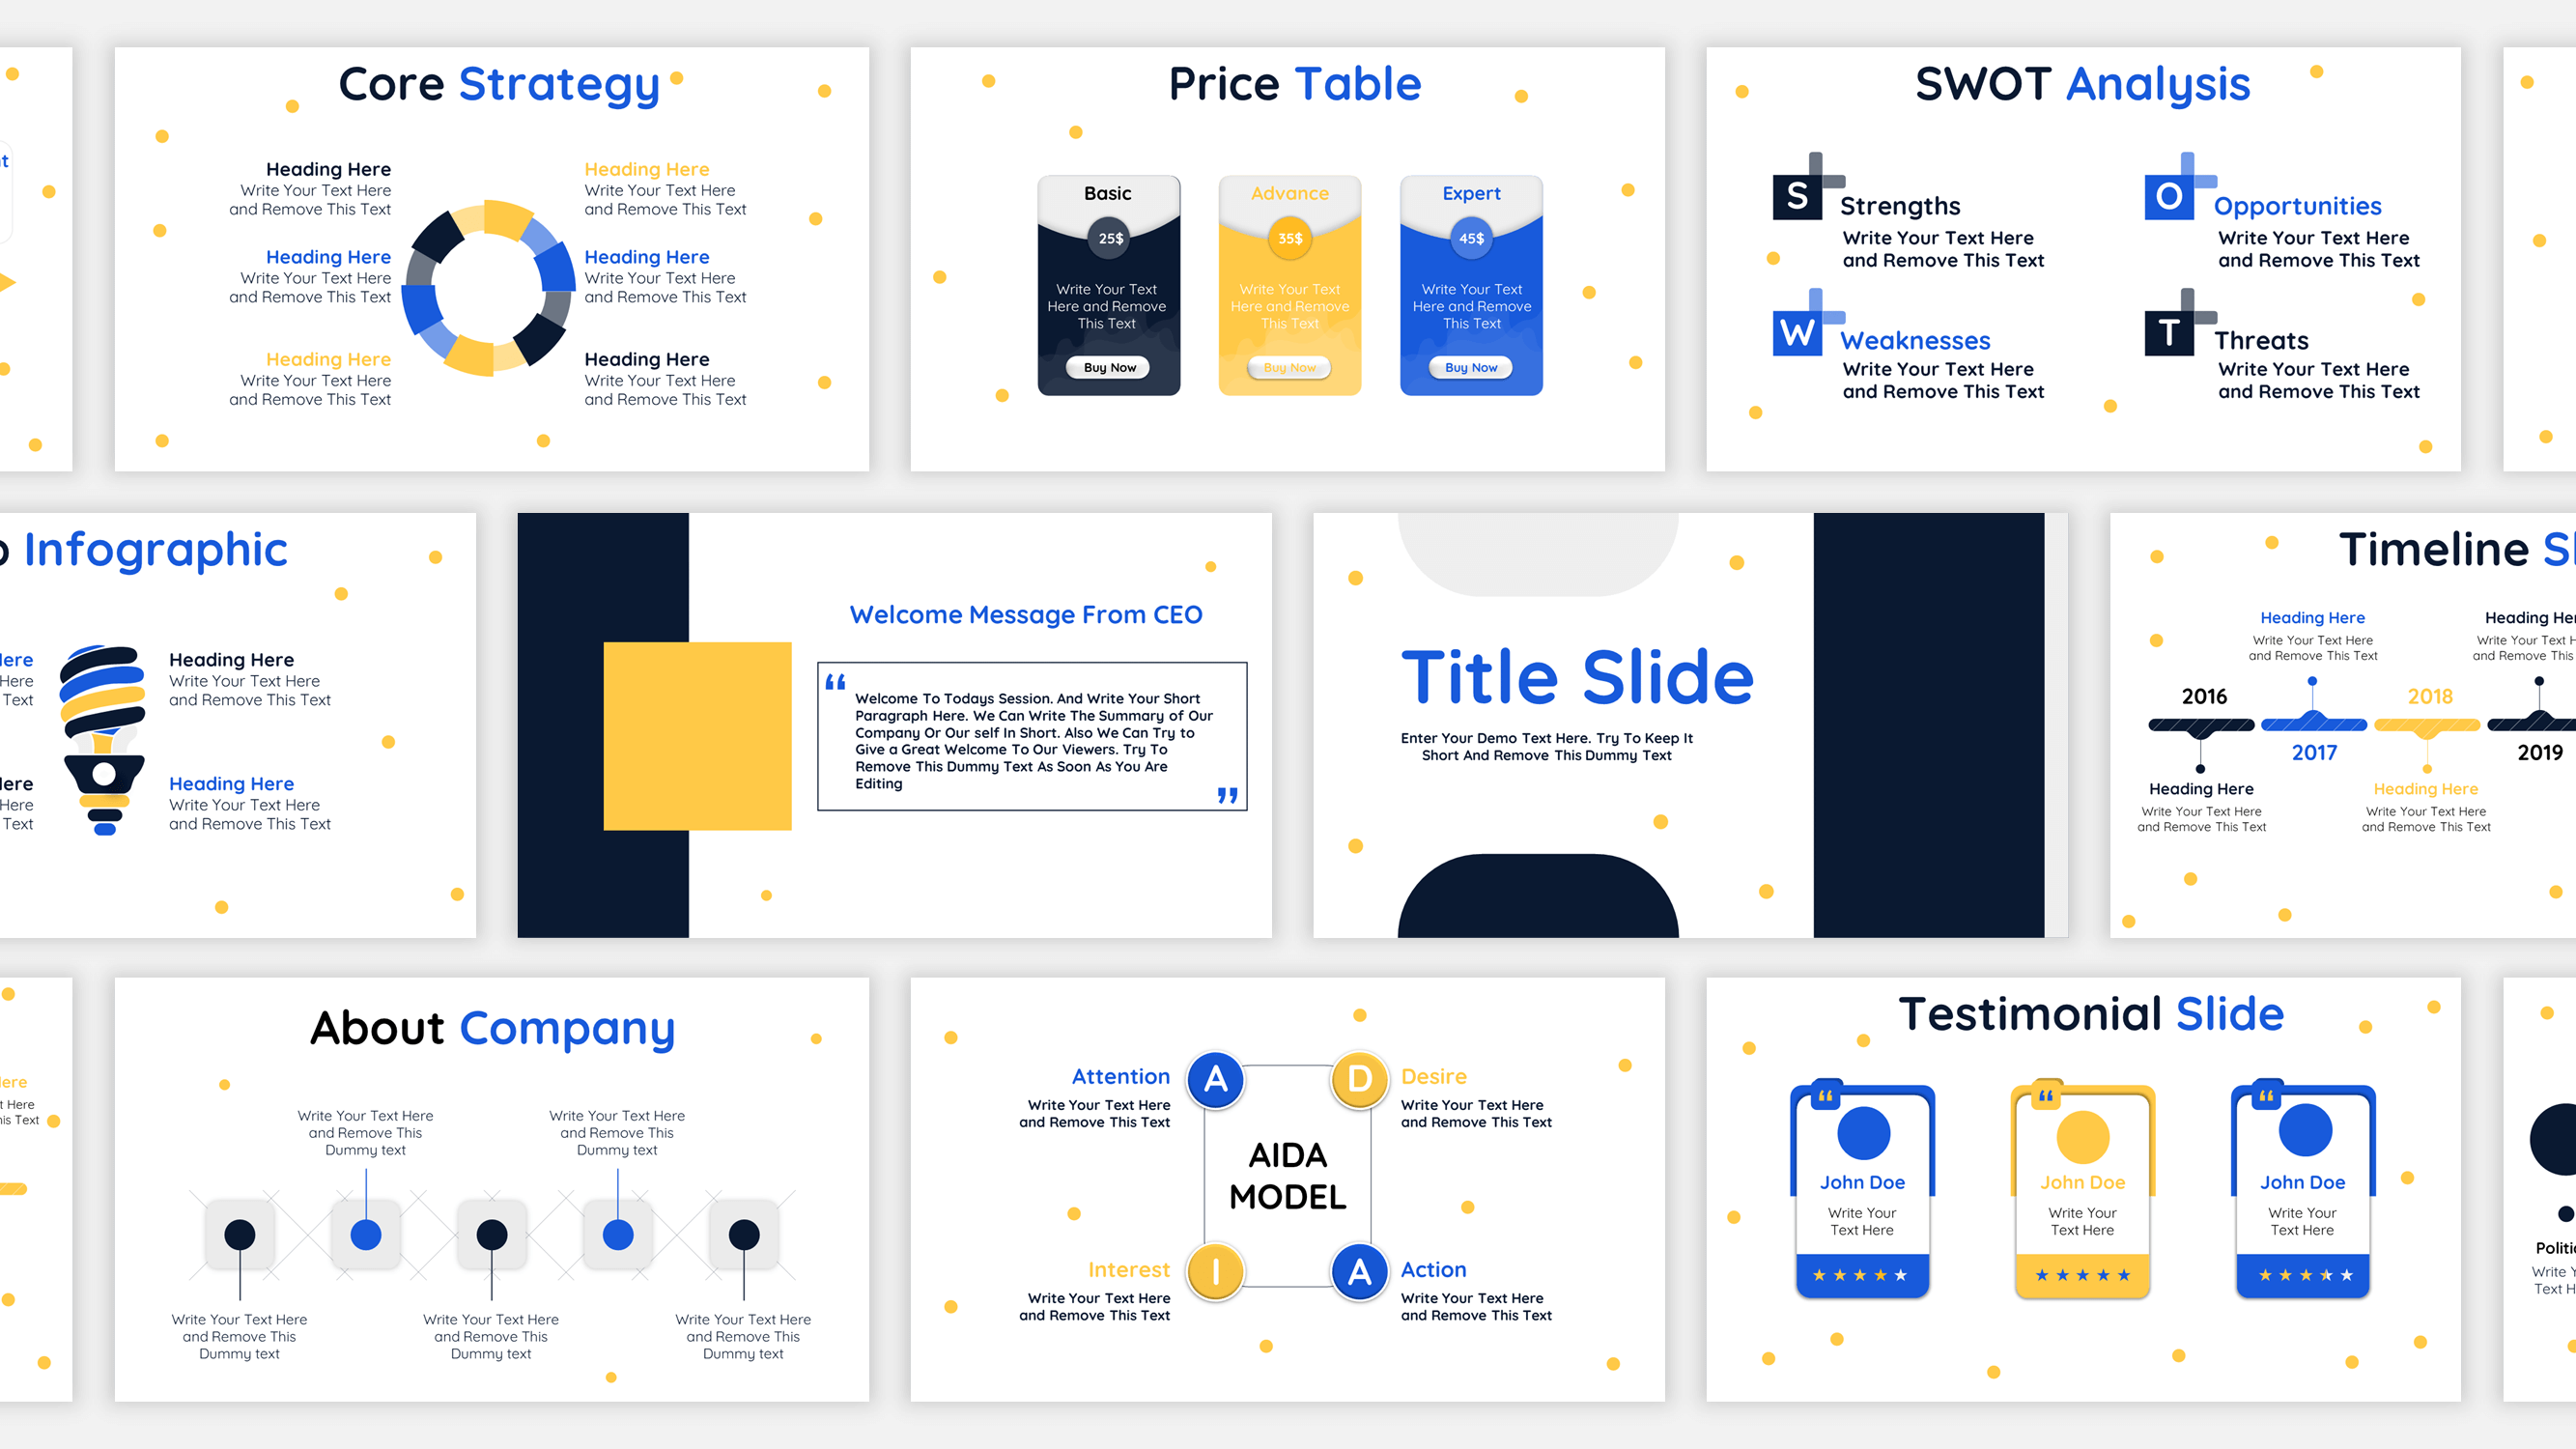 Core Strategy
Heading Here
Write Your Text Here
and Remove This Text
Heading Here
Write Your Text Here
and Remove This Text
Heading Here
Write Your Text Here
and Remove This Text
Heading Here
Write Your Text Here
and Remove This Text
Heading Here
Write Your Text Here
and Remove This Text
Heading Here
Write Your Text Here
and Remove This Text
Price Table
Basic
25$
Write Your Text
Here and Remove
This Text
Buy Now
Advance
35$
Write Your Text
Here and Remove
This Text
Buy Now
Expert
45$
Write Your Text
Here and Remove
This Text
Buy Now
SWOT Analysis
S
Strengths
Write Your Text Here
and Remove This Text
O
Opportunities
Write Your Text Here
and Remove This Text
W
Weaknesses
Write Your Text Here
and Remove This Text
T
Threats
Write Your Text Here
and Remove This Text
Infographic
Here
Text
Heading Here
Write Your Text Here
and Remove This Text
Here
Text
Heading Here
Write Your Text Here
and Remove This Text
Welcome Message From CEO
“
Welcome To Todays Session. And Write Your Short
Paragraph Here. We Can Write The Summary of Our
Company Or Our self In Short. Also We Can Try to
Give a Great Welcome To Our Viewers. Try To
Remove This Dummy Text As Soon As You Are
Editing
”
Title Slide
Enter Your Demo Text Here. Try To Keep It
Short And Remove This Dummy Text
Timeline
Heading Here
Write Your Text Here
and Remove This Text
Heading
Write Your Text
and Remove This
2016
2018
2017
2019
Heading Here
Write Your Text Here
and Remove This Text
Heading Here
Write Your Text Here
and Remove This Text
Here
Text
About Company
Write Your Text Here
and Remove This
Dummy text
Write Your Text Here
and Remove This
Dummy text
Write Your Text Here
and Remove This
Dummy text
Write Your Text Here
and Remove This
Dummy text
Write Your Text Here
and Remove This
Dummy text
A
Attention
Write Your Text Here
and Remove This Text
D
Desire
Write Your Text Here
and Remove This Text
AIDA
MODEL
I
Interest
Write Your Text Here
and Remove This Text
A
Action
Write Your Text Here
and Remove This Text
Testimonial Slide
“
John Doe
Write Your
Text Here
“
John Doe
Write Your
Text Here
“
John Doe
Write Your
Text Here
Write
Text